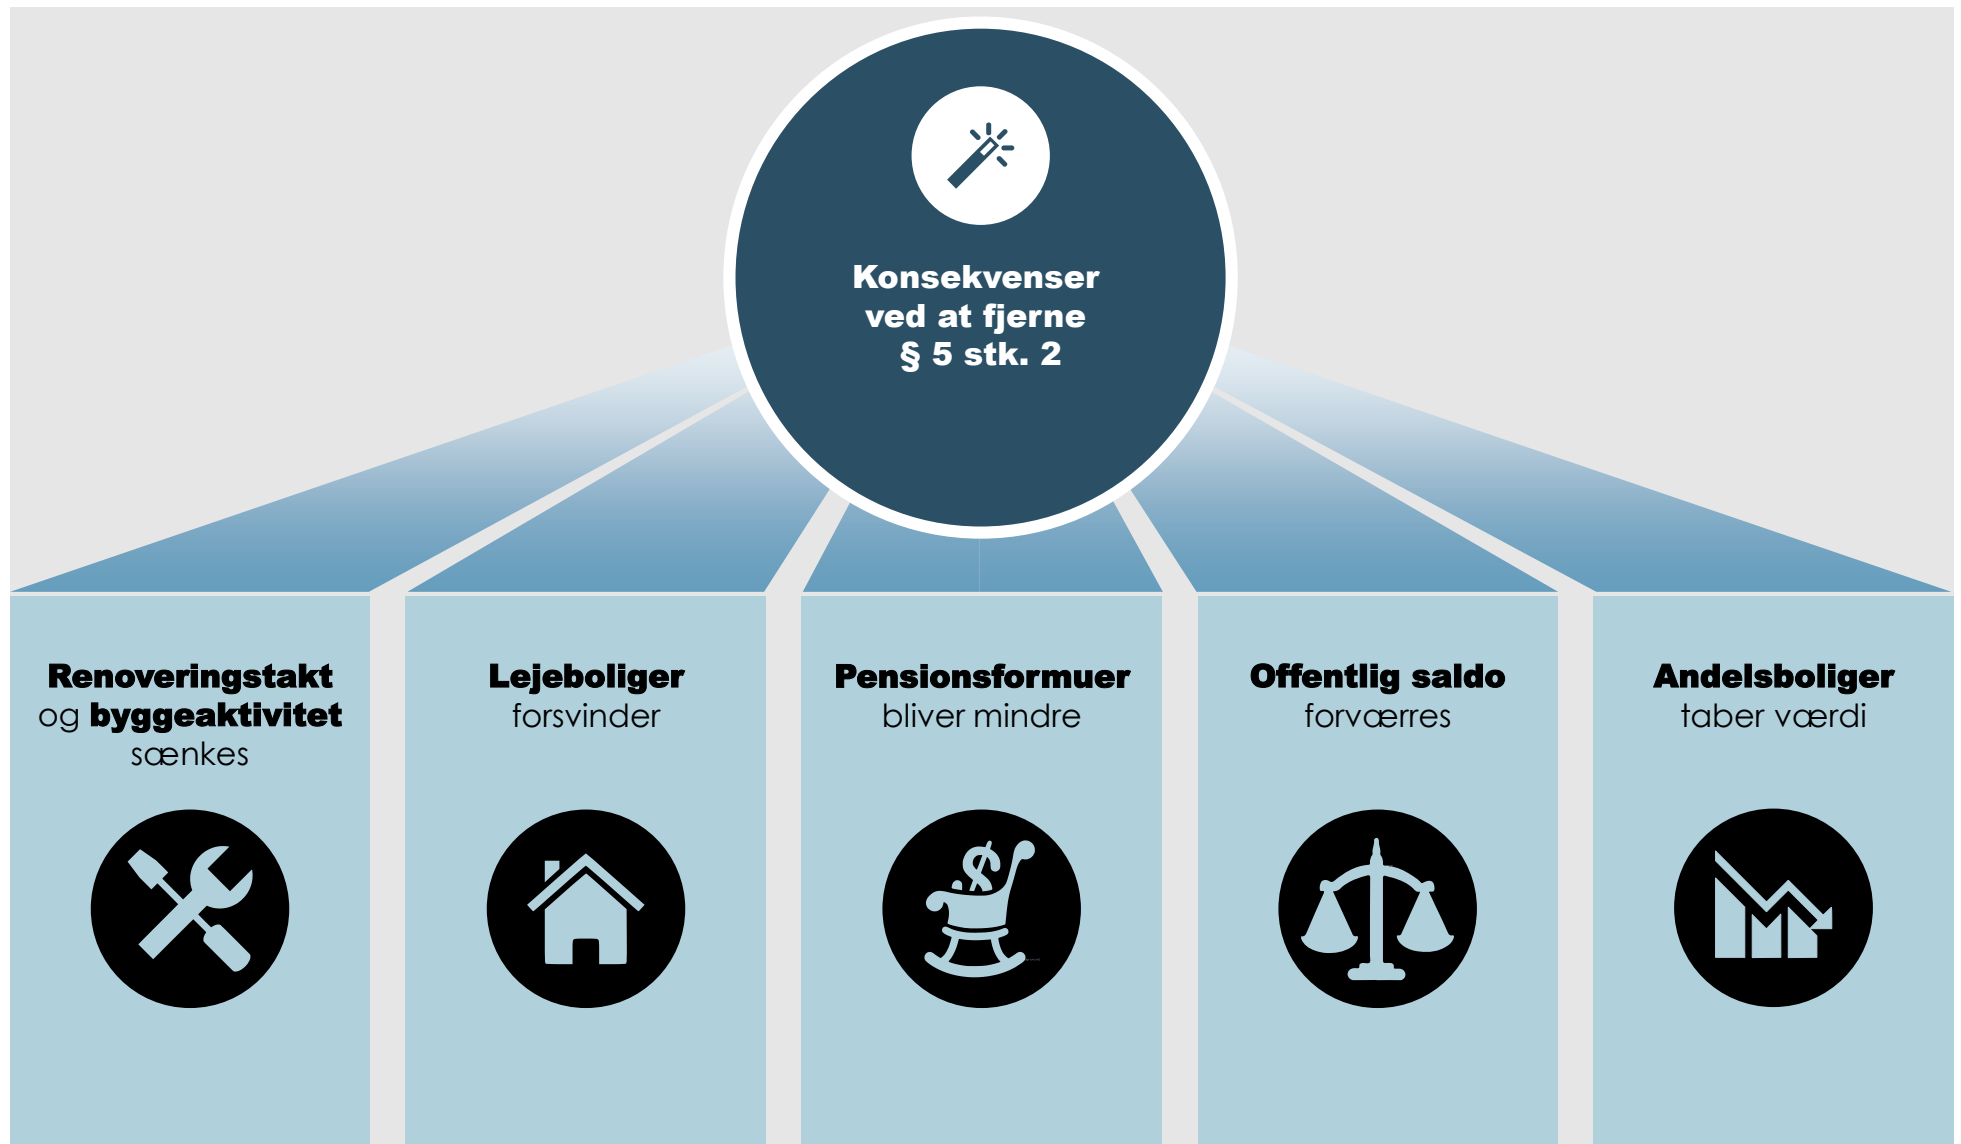 Konsekvenser
ved at fjerne
§ 5 stk. 2
Renoveringstakt
og byggeaktivitet
sænkes
Lejeboliger
forsvinder
Pensionsformuer
bliver mindre
Offentlig saldo
forværres
Andelsboliger
taber værdi